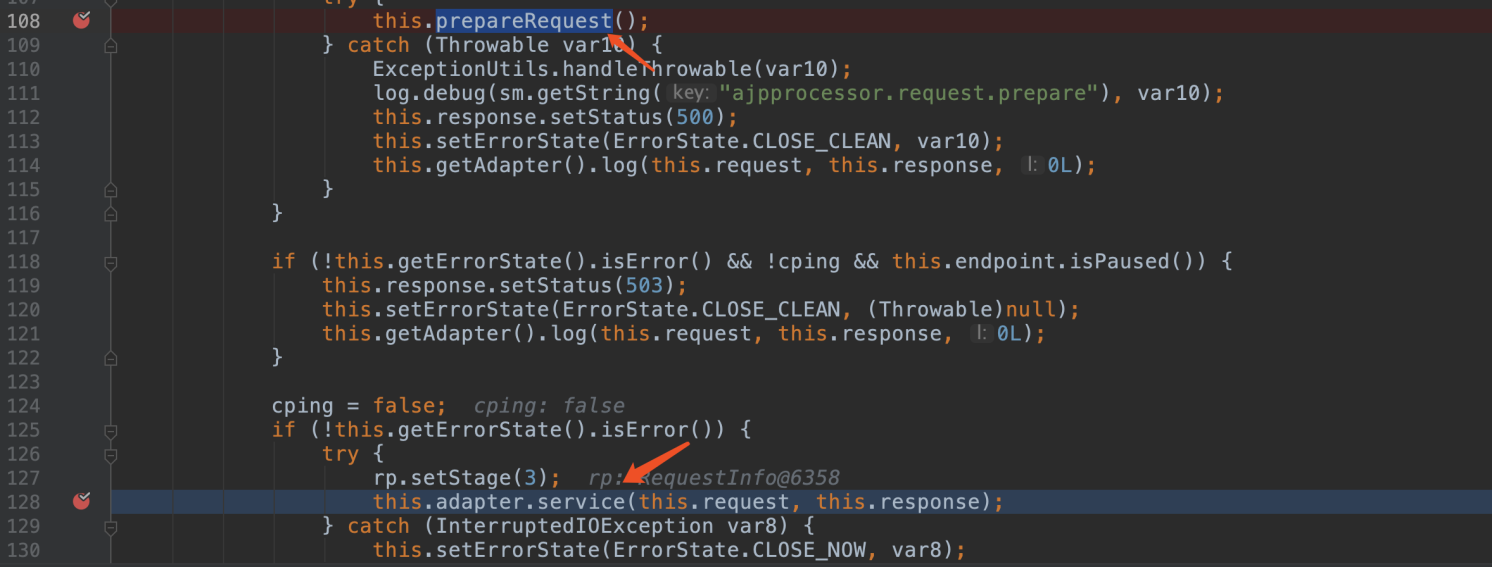 107 try {
108 this.prepareRequest();
109 } catch (Throwable var10) {
110 ExceptionUtils.handleThrowable(var10);
111 log.debug(sm.getString( key: "ajpprocessor.request.prepare"), var10);
112 this.response.setStatus(500);
113 this.setErrorState(ErrorState.CLOSE_CLEAN, var10);
114 this.getAdapter().log(this.request, this.response, l: 0L);
115 }
116 }
117
118 if (!this.getErrorState().isError() && !cping && this.endpoint.isPaused()) {
119 this.response.setStatus(503);
120 this.setErrorState(ErrorState.CLOSE_CLEAN, (Throwable)null);
121 this.getAdapter().log(this.request, this.response, l: 0L);
122 }
123
124 cping = false; cping: false
125 if (!this.getErrorState().isError()) {
126 try {
127 rp.setStage(3); rp: RequestInfo@6358
128 this.adapter.service(this.request, this.response);
129 } catch (InterruptedIOException var8) {
130 this.setErrorState(ErrorState.CLOSE_NOW, var8);